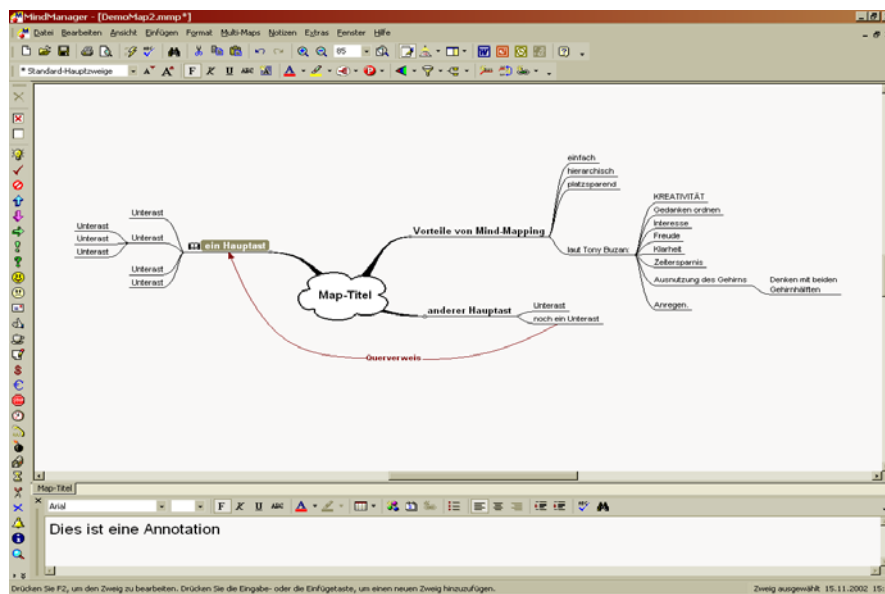 MindManager - [DemoMap2.mmp*]
Datei Bearbeiten Ansicht Einfügen Format Multi-Maps Notizen Extras Fenster Hilfe
85
* Standard-Hauptzweige
F K U ABC
einfach
hierarchisch
platzsparend
Vorteile von Mind-Mapping
laut Tony Buzan:
KREATIVITÄT
Gedanken ordnen
Interesse
Freude
Klarheit
Zeitersparnis
Ausnutzung des Gehirns
Denken mit beiden
Gehirnhälften
Anregen.
Unterast
Unterast
Unterast
Unterast
Unterast
Unterast
Unterast
ein Hauptast
Map-Titel
anderer Hauptast
Unterast
noch ein Unterast
Querverweis
Map-Titel
Arial
F K U ABC
Dies ist eine Annotation
Drücken Sie F2, um den Zweig zu bearbeiten. Drücken Sie die Eingabe- oder die Einfügetaste, um einen neuen Zweig hinzuzufügen.
Zweig ausgewählt 15.11.2002 15: